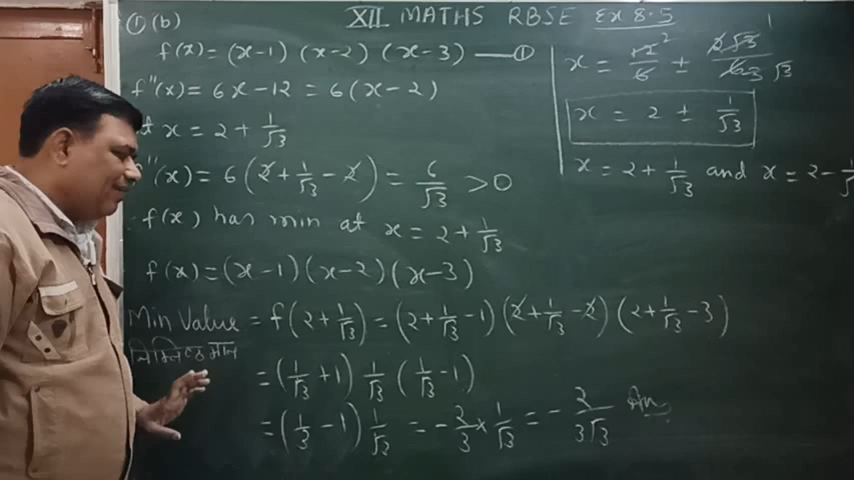 XII MATHS RBSE Ex 8.5
① (b)
f(x) = (x-1) (x-2) (x-3) — ①
f''(x) = 6x-12 = 6(x-2)
at x = 2 + 1/√3
f''(x) = 6(2 + 1/√3 - 2) = 6/√3 > 0
f(x) has min at x = 2 + 1/√3
f(x) = (x-1)(x-2)(x-3)
Min Value = f(2 + 1/√3) = (2 + 1/√3 - 1)(2 + 1/√3 - 2)(2 + 1/√3 - 3)
मान
= (1/√3 + 1) 1/√3 (1/√3 - 1)
= (1/3 - 1) 1/√3 = - 2/3 × 1/√3 = - 2/3√3 Ans
1
x = 12/6 ± 2√3/6
x = 2 ± 1/√3
x = 2 + 1/√3 and x = 2 - 1/√3